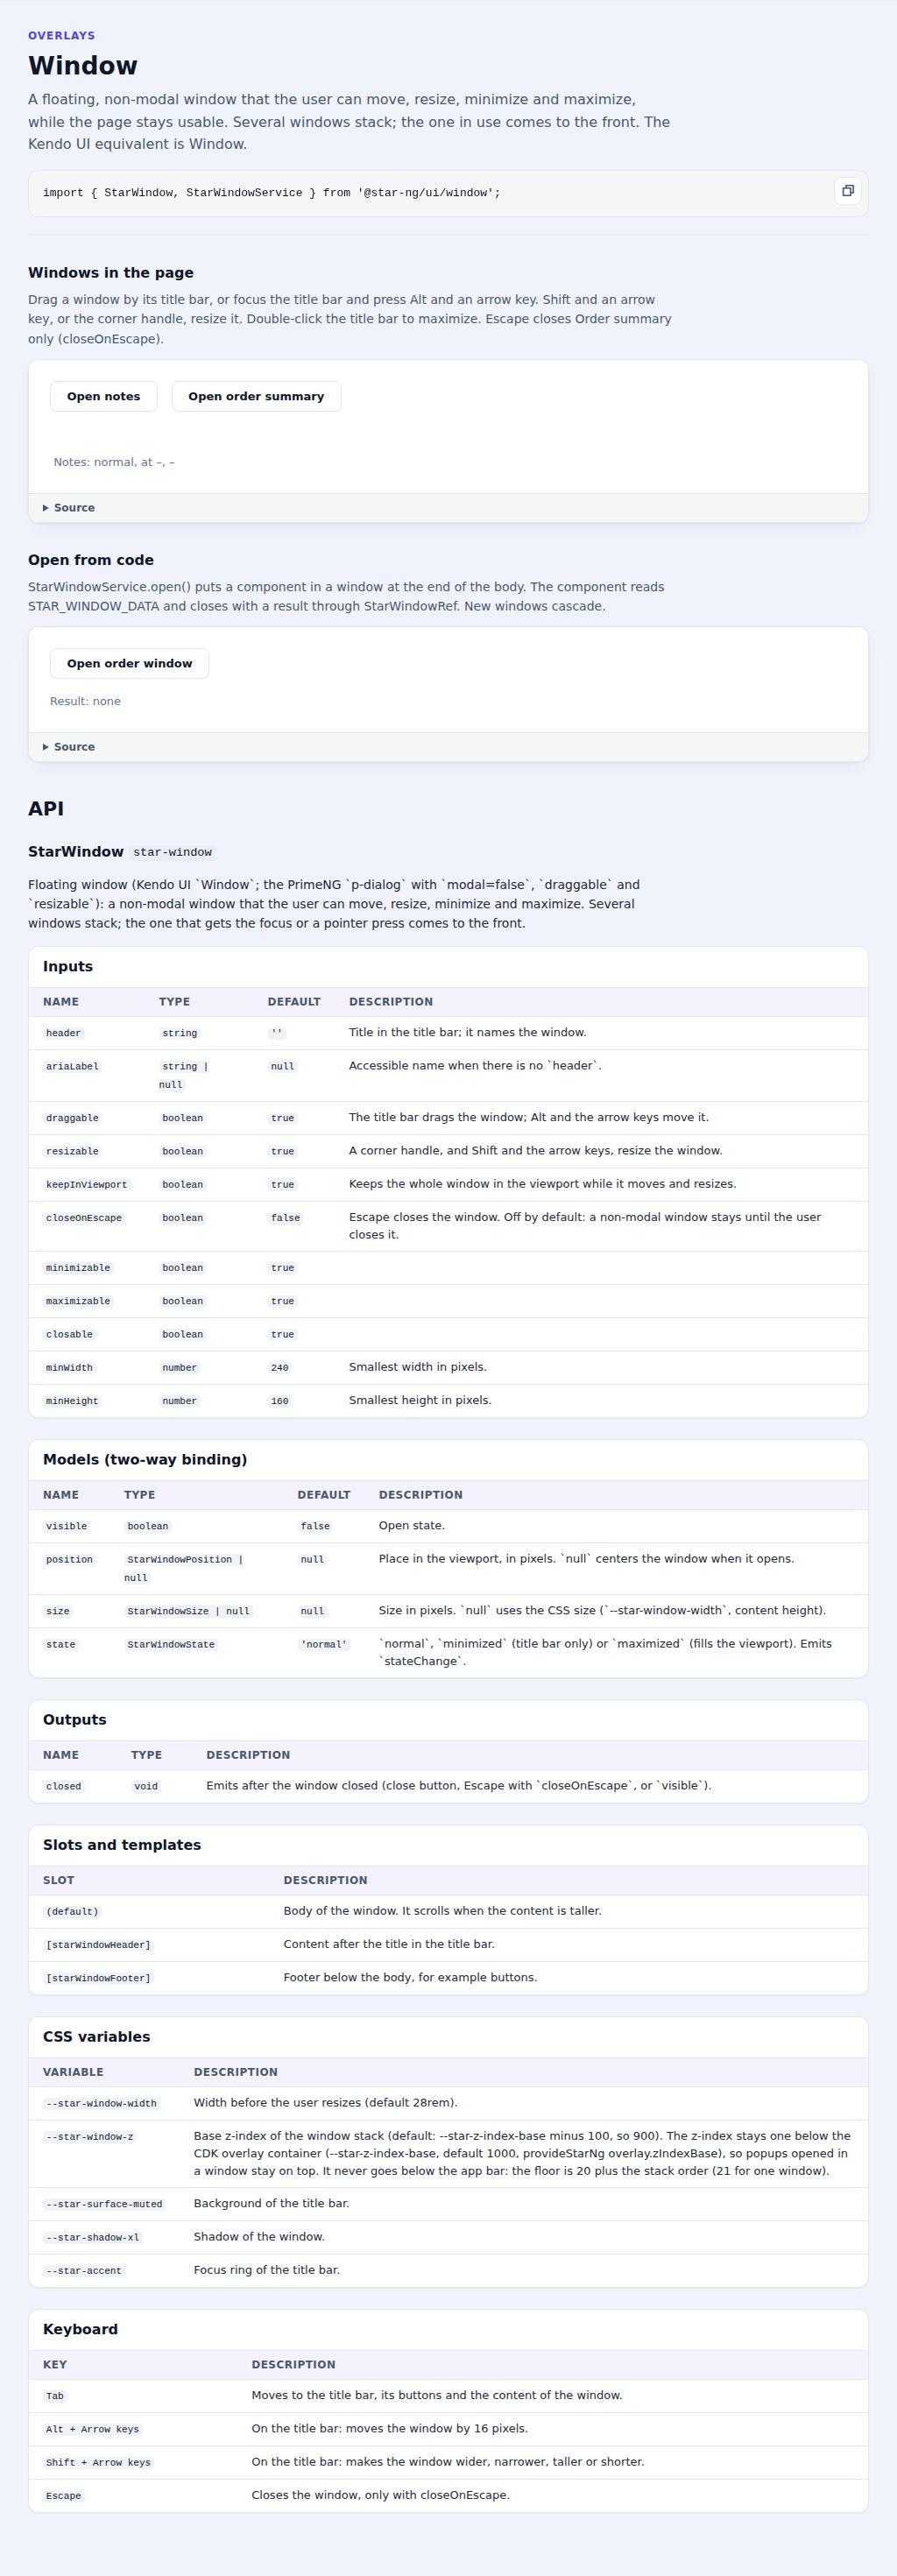 OVERLAYS
Window
A floating, non-modal window that the user can move, resize, minimize and maximize,
while the page stays usable. Several windows stack; the one in use comes to the front. The
Kendo UI equivalent is Window.
import { StarWindow, StarWindowService } from '@star-ng/ui/window';
Windows in the page
Drag a window by its title bar, or focus the title bar and press Alt and an arrow key. Shift and an arrow
key, or the corner handle, resize it. Double-click the title bar to maximize. Escape closes Order summary
only (closeOnEscape).
Open notes Open order summary
Notes: normal, at –, –
Source
Open from code
StarWindowService.open() puts a component in a window at the end of the body. The component reads
STAR_WINDOW_DATA and closes with a result through StarWindowRef. New windows cascade.
Open order window
Result: none
Source
API
StarWindow star-window
Floating window (Kendo UI `Window`; the PrimeNG `p-dialog` with `modal=false`, `draggable` and
`resizable`): a non-modal window that the user can move, resize, minimize and maximize. Several
windows stack; the one that gets the focus or a pointer press comes to the front.
Inputs
NAME TYPE DEFAULT DESCRIPTION
header string '' Title in the title bar; it names the window.
ariaLabel string | null null Accessible name when there is no `header`.
draggable boolean true The title bar drags the window; Alt and the arrow keys move it.
resizable boolean true A corner handle, and Shift and the arrow keys, resize the window.
keepInViewport boolean true Keeps the whole window in the viewport while it moves and resizes.
closeOnEscape boolean false Escape closes the window. Off by default: a non-modal window stays until the user
closes it.
minimizable boolean true
maximizable boolean true
closable boolean true
minWidth number 240 Smallest width in pixels.
minHeight number 160 Smallest height in pixels.
Models (two-way binding)
NAME TYPE DEFAULT DESCRIPTION
visible boolean false Open state.
position StarWindowPosition | null null Place in the viewport, in pixels. `null` centers the window when it opens.
size StarWindowSize | null null Size in pixels. `null` uses the CSS size (`--star-window-width`, content height).
state StarWindowState 'normal' `normal`, `minimized` (title bar only) or `maximized` (fills the viewport). Emits
`stateChange`.
Outputs
NAME TYPE DESCRIPTION
closed void Emits after the window closed (close button, Escape with `closeOnEscape`, or `visible`).
Slots and templates
SLOT DESCRIPTION
(default) Body of the window. It scrolls when the content is taller.
[starWindowHeader] Content after the title in the title bar.
[starWindowFooter] Footer below the body, for example buttons.
CSS variables
VARIABLE DESCRIPTION
--star-window-width Width before the user resizes (default 28rem).
--star-window-z Base z-index of the window stack (default: --star-z-index-base minus 100, so 900). The z-index stays one below the
CDK overlay container (--star-z-index-base, default 1000, provideStarNg overlay.zIndexBase), so popups opened in
a window stay on top. It never goes below the app bar: the floor is 20 plus the stack order (21 for one window).
--star-surface-muted Background of the title bar.
--star-shadow-xl Shadow of the window.
--star-accent Focus ring of the title bar.
Keyboard
KEY DESCRIPTION
Tab Moves to the title bar, its buttons and the content of the window.
Alt + Arrow keys On the title bar: moves the window by 16 pixels.
Shift + Arrow keys On the title bar: makes the window wider, narrower, taller or shorter.
Escape Closes the window, only with closeOnEscape.